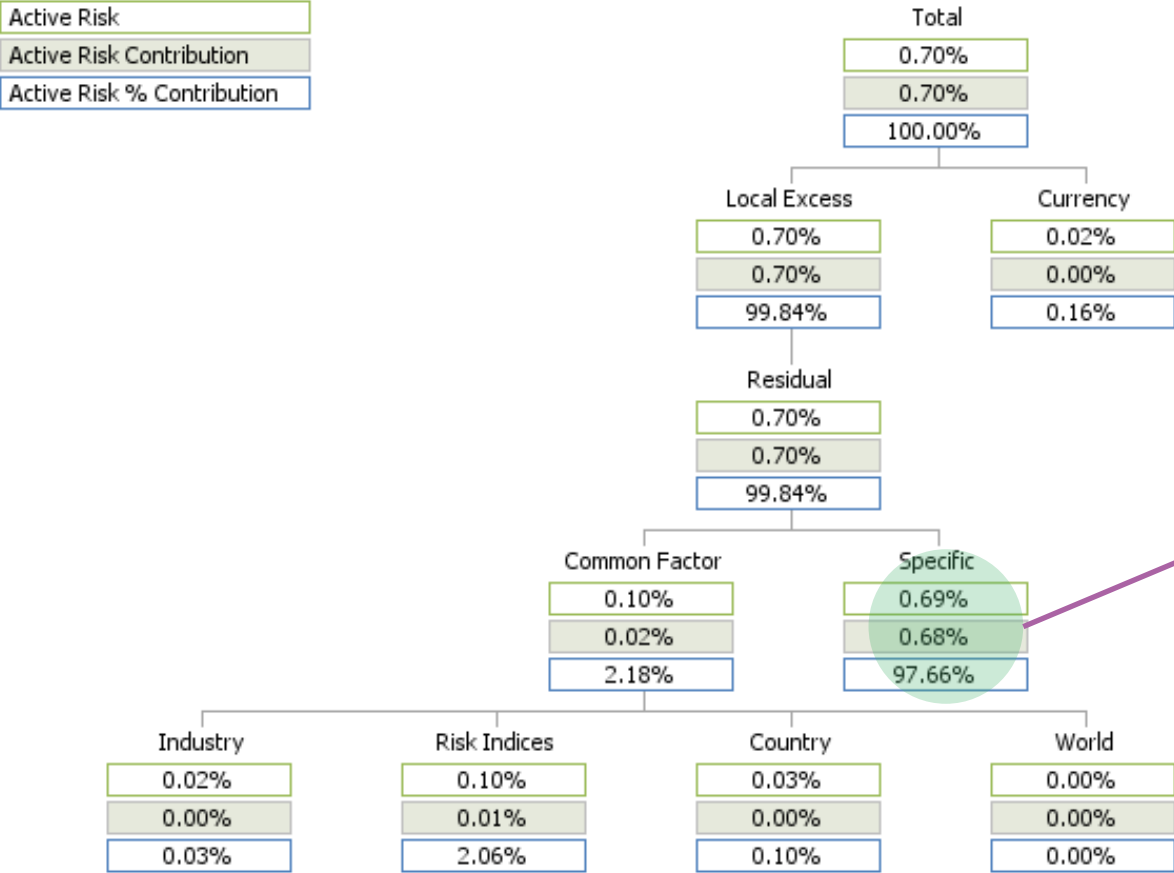 Active Risk
Active Risk Contribution
Active Risk % Contribution
Total
0.70%
0.70%
100.00%
Local Excess
0.70%
0.70%
99.84%
Currency
0.02%
0.00%
0.16%
Residual
0.70%
0.70%
99.84%
Common Factor
0.10%
0.02%
2.18%
Specific
0.69%
0.68%
97.66%
Industry
0.02%
0.00%
0.03%
Risk Indices
0.10%
0.01%
2.06%
Country
0.03%
0.00%
0.10%
World
0.00%
0.00%
0.00%